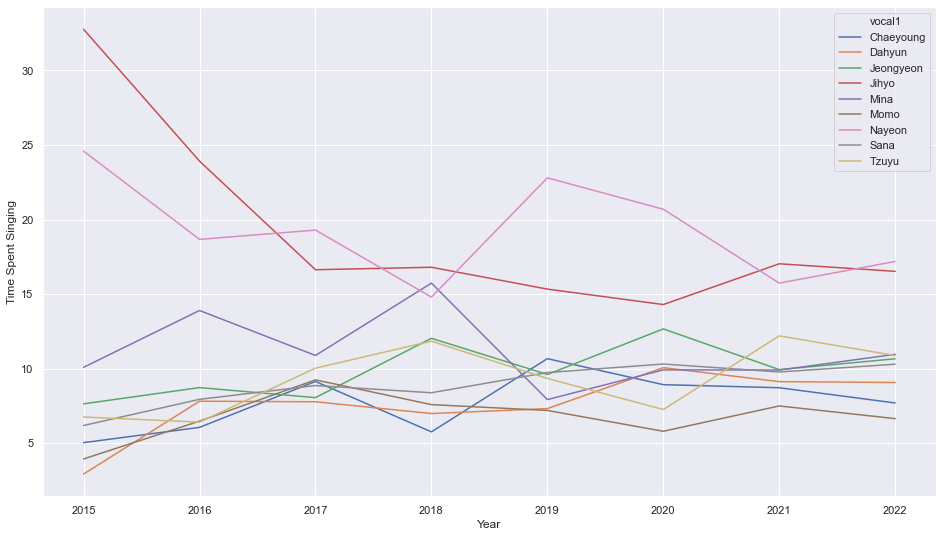 vocal1
Chaeyoung
Dahyun
Jeongyeon
Jihyo
Mina
Momo
Nayeon
Sana
Tzuyu
30
25
20
15
10
5
Time Spent Singing
2015 2016 2017 2018 2019 2020 2021 2022
Year